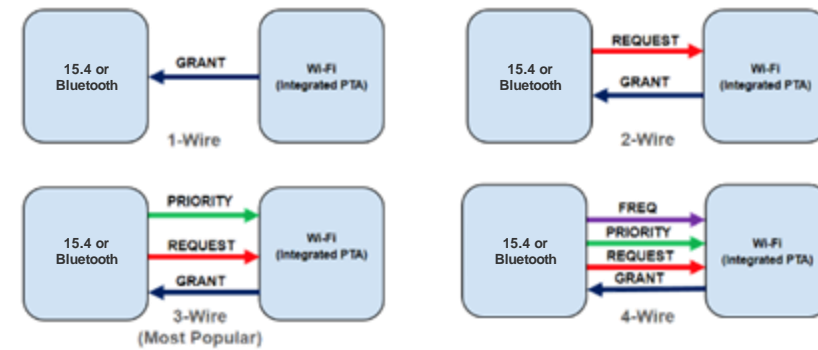 15.4 or
Bluetooth
GRANT
Wi-Fi
(Integrated PTA)
1-Wire
15.4 or
Bluetooth
REQUEST
GRANT
Wi-Fi
(Integrated PTA)
2-Wire
15.4 or
Bluetooth
PRIORITY
REQUEST
GRANT
Wi-Fi
(Integrated PTA)
3-Wire
(Most Popular)
15.4 or
Bluetooth
FREQ
PRIORITY
REQUEST
GRANT
Wi-Fi
(Integrated PTA)
4-Wire